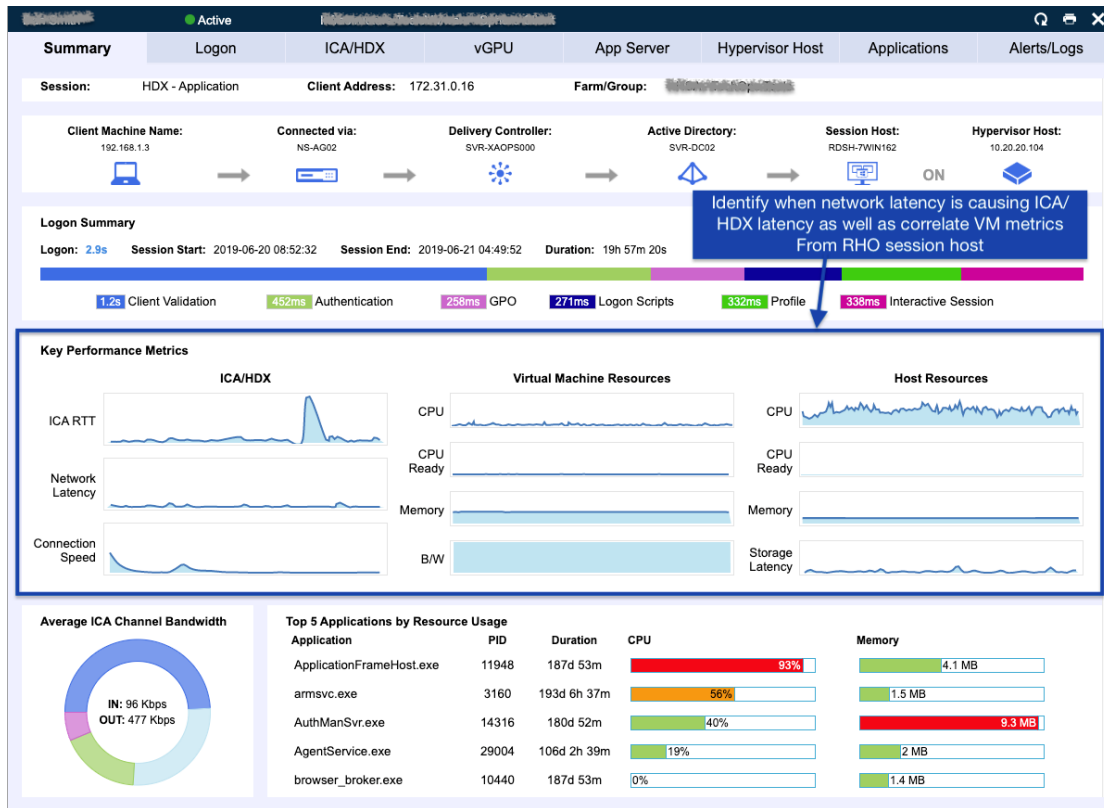 Active
Summary Logon ICA/HDX vGPU App Server Hypervisor Host Applications Alerts/Logs
Session: HDX - Application Client Address: 172.31.0.16 Farm/Group:
Client Machine Name: Connected via: Delivery Controller: Active Directory: Session Host: Hypervisor Host:
192.168.1.3 NS-AG02 SVR-XAOPS000 SVR-DC02 RDSH-7WIN162 10.20.20.104
ON
Identify when network latency is causing ICA/
HDX latency as well as correlate VM metrics
From RHO session host
Logon Summary
Logon: 2.9s Session Start: 2019-06-20 08:52:32 Session End: 2019-06-21 04:49:52 Duration: 19h 57m 20s
1.2s Client Validation 452ms Authentication 258ms GPO 271ms Logon Scripts 332ms Profile 338ms Interactive Session
Key Performance Metrics
ICA/HDX
ICA RTT
Network
Latency
Connection
Speed
Virtual Machine Resources
CPU
CPU
Ready
Memory
B/W
Host Resources
CPU
CPU
Ready
Memory
Storage
Latency
Average ICA Channel Bandwidth
IN: 96 Kbps
OUT: 477 Kbps
Top 5 Applications by Resource Usage
Application PID Duration CPU Memory
ApplicationFrameHost.exe 11948 187d 53m 93% 4.1 MB
armsvc.exe 3160 193d 6h 37m 56% 1.5 MB
AuthManSvr.exe 14316 180d 52m 40% 9.3 MB
AgentService.exe 29004 106d 2h 39m 19% 2 MB
browser_broker.exe 10440 187d 53m 0% 1.4 MB